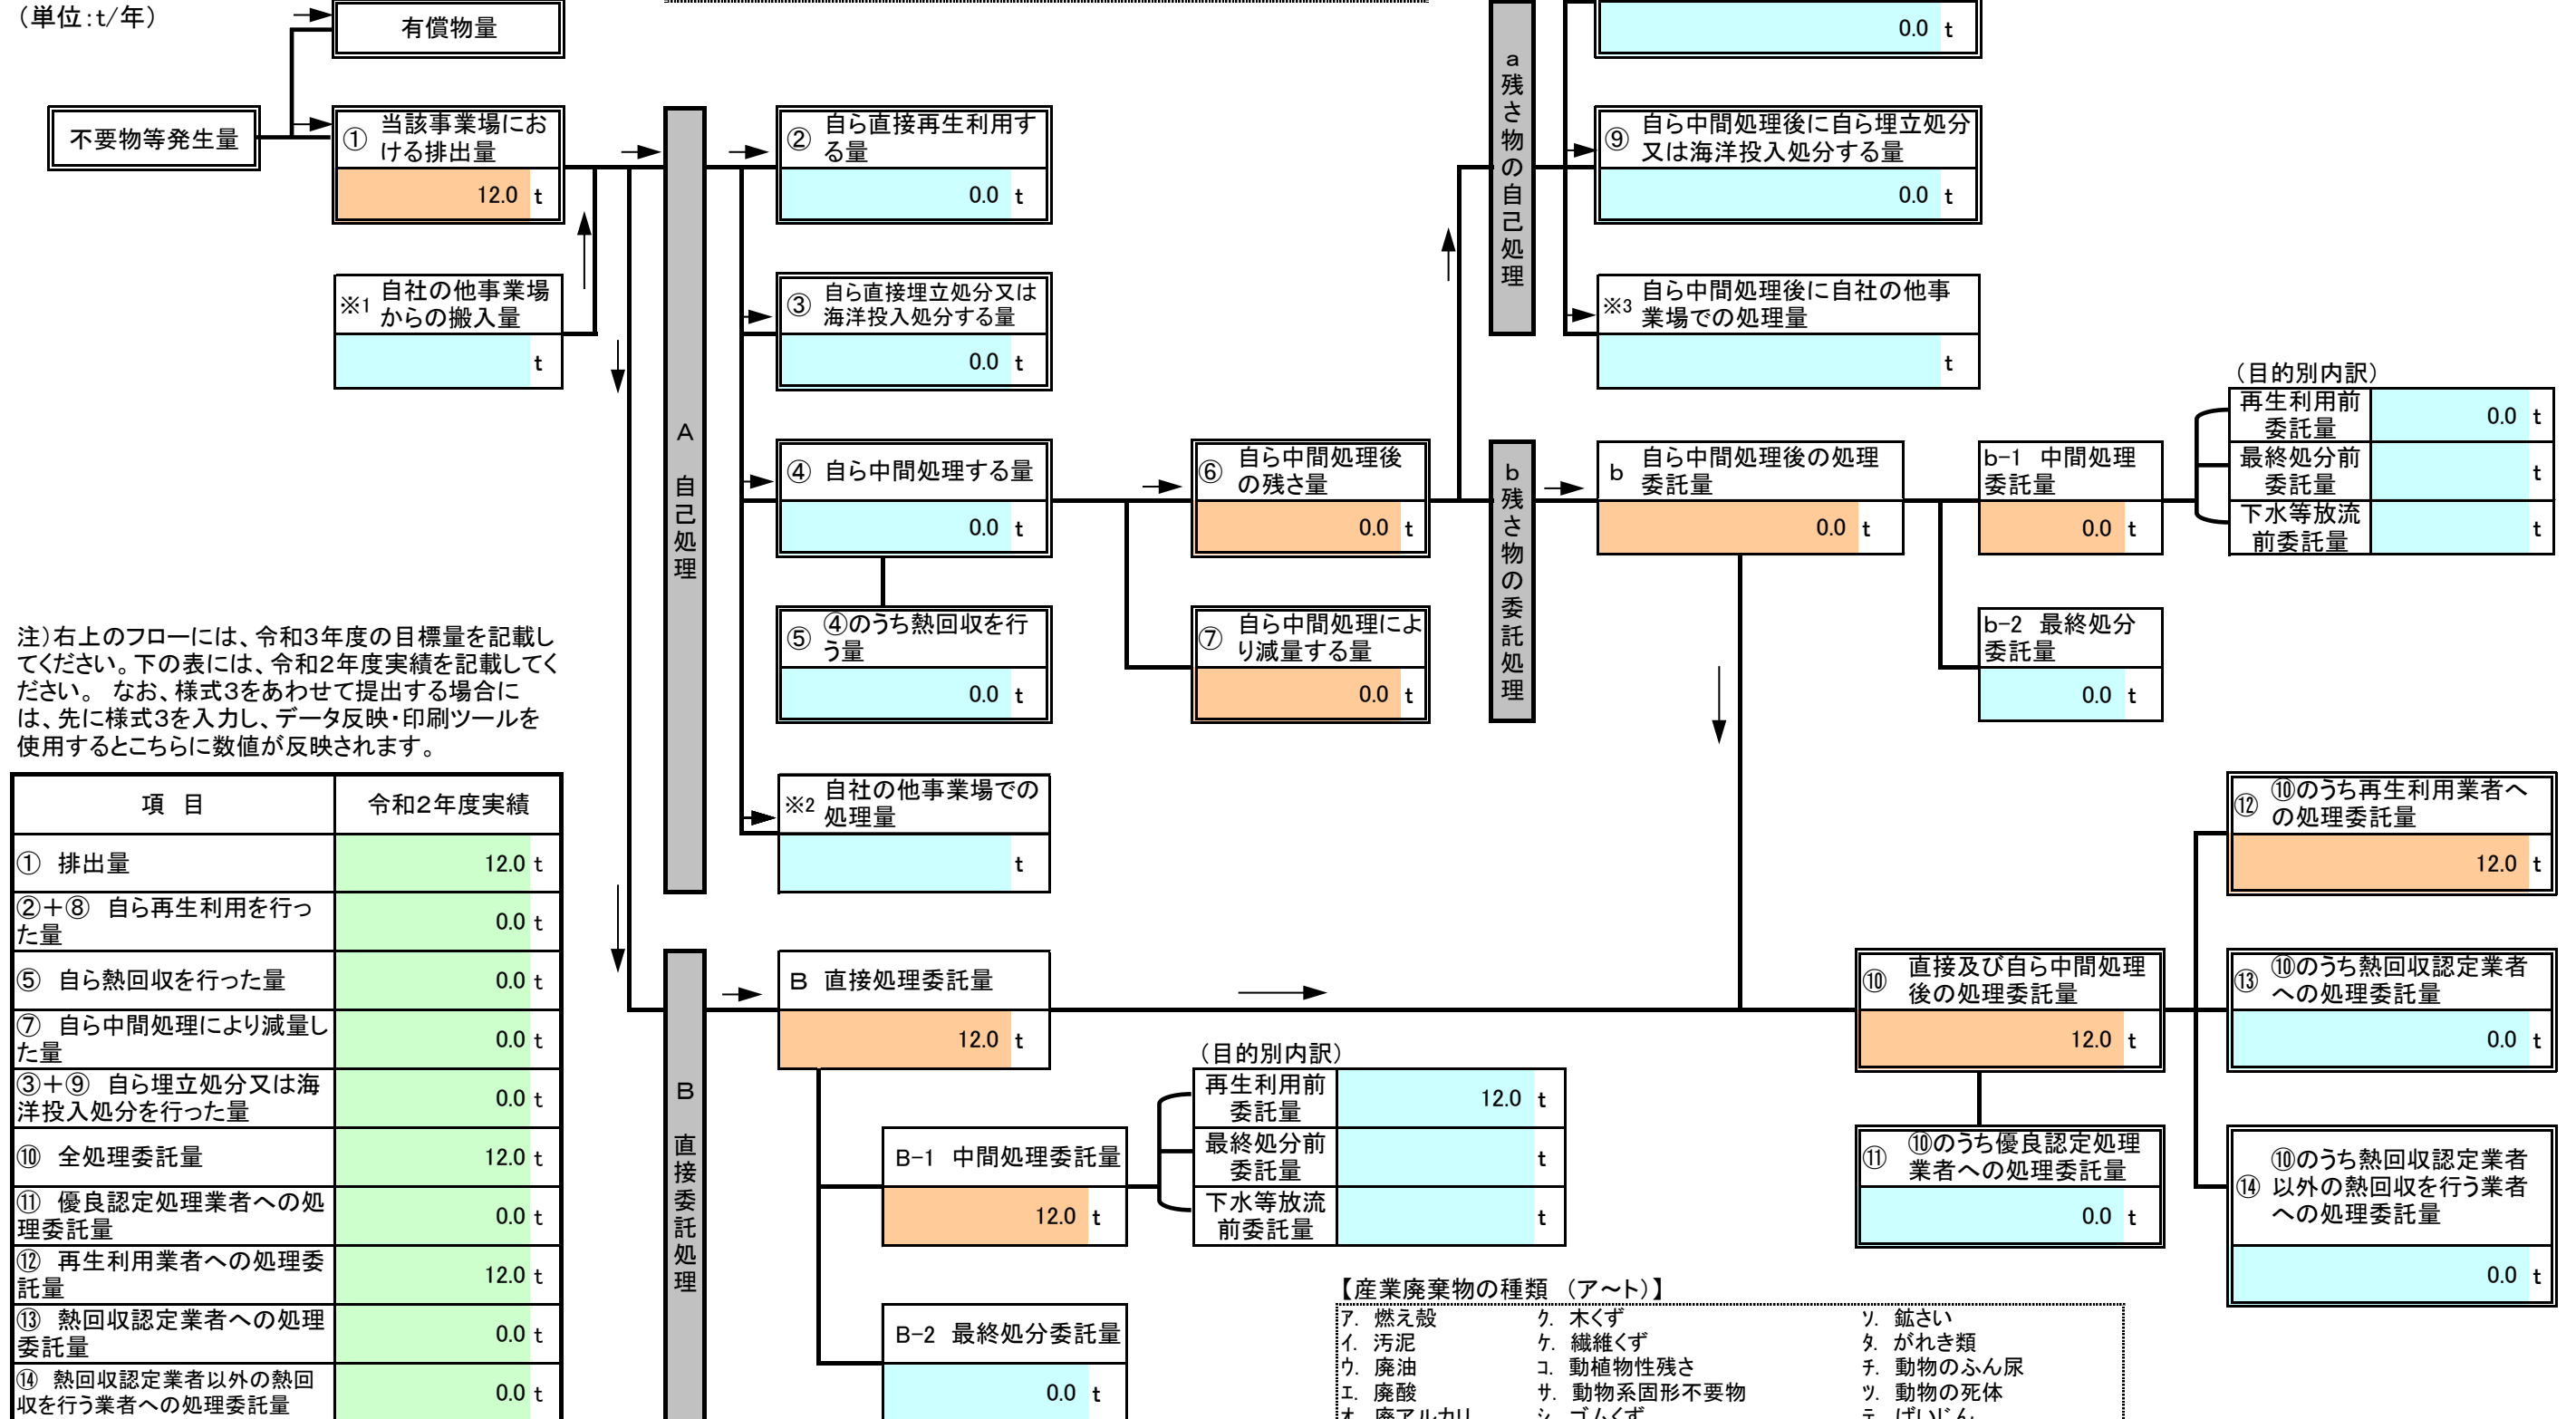 （単位：t/年）
有償物量
不要物等発生量
① 当該事業場にお
ける排出量
12.0 t
※1 自社の他事業場
からの搬入量
t
A 自己処理
② 自ら直接再生利用す
る量
0.0 t
③ 自ら直接埋立処分又は
海洋投入処分する量
0.0 t
④ 自ら中間処理する量
0.0 t
⑤ ④のうち熱回収を行
う量
0.0 t
※2 自社の他事業場での
処理量
t
⑥ 自ら中間処理後
の残さ量
0.0 t
⑦ 自ら中間処理によ
り減量する量
0.0 t
a 残さ物の自己処理
0.0 t
⑨ 自ら中間処理後に自ら埋立処分
又は海洋投入処分する量
0.0 t
※3 自ら中間処理後に自社の他事
業場での処理量
t
b 残さ物の委託処理
b 自ら中間処理後の処理
委託量
0.0 t
b-1 中間処理
委託量
0.0 t
b-2 最終処分
委託量
0.0 t
（目的別内訳）
再生利用前
委託量
0.0 t
最終処分前
委託量
t
下水等放流
前委託量
t
注）右上のフローには、令和3年度の目標量を記載し
てください。下の表には、令和2年度実績を記載してく
ださい。 なお、様式3をあわせて提出する場合に
は、先に様式3を入力し、データ反映・印刷ツールを
使用するとこちらに数値が反映されます。
項 目 令和2年度実績
① 排出量 12.0 t
②＋⑧ 自ら再生利用を行っ
た量 0.0 t
⑤ 自ら熱回収を行った量 0.0 t
⑦ 自ら中間処理により減量し
た量 0.0 t
③＋⑨ 自ら埋立処分又は海
洋投入処分を行った量 0.0 t
⑩ 全処理委託量 12.0 t
⑪ 優良認定処理業者への処
理委託量 0.0 t
⑫ 再生利用業者への処理委
託量 12.0 t
⑬ 熱回収認定業者への処理
委託量 0.0 t
⑭ 熱回収認定業者以外の熱回
収を行う業者への処理委託量 0.0 t
B 直接委託処理
B 直接処理委託量
12.0 t
B-1 中間処理委託量
12.0 t
B-2 最終処分委託量
0.0 t
（目的別内訳）
再生利用前
委託量
12.0 t
最終処分前
委託量
t
下水等放流
前委託量
t
⑩ 直接及び自ら中間処理
後の処理委託量
12.0 t
⑪ ⑩のうち優良認定処理
業者への処理委託量
0.0 t
⑫ ⑩のうち再生利用業者へ
の処理委託量
12.0 t
⑬ ⑩のうち熱回収認定業者
への処理委託量
0.0 t
⑭ ⑩のうち熱回収認定業者
以外の熱回収を行う業者
への処理委託量
0.0 t
【産業廃棄物の種類 （ア～ト）】
ア. 燃え殻 ク. 木くず ソ. 鉱さい
イ. 汚泥 ケ. 繊維くず タ. がれき類
ウ. 廃油 コ. 動植物性残さ チ. 動物のふん尿
エ. 廃酸 サ. 動物系固形不要物 ツ. 動物の死体
オ. 廃アルカリ シ. ゴムくず テ. ばいじん